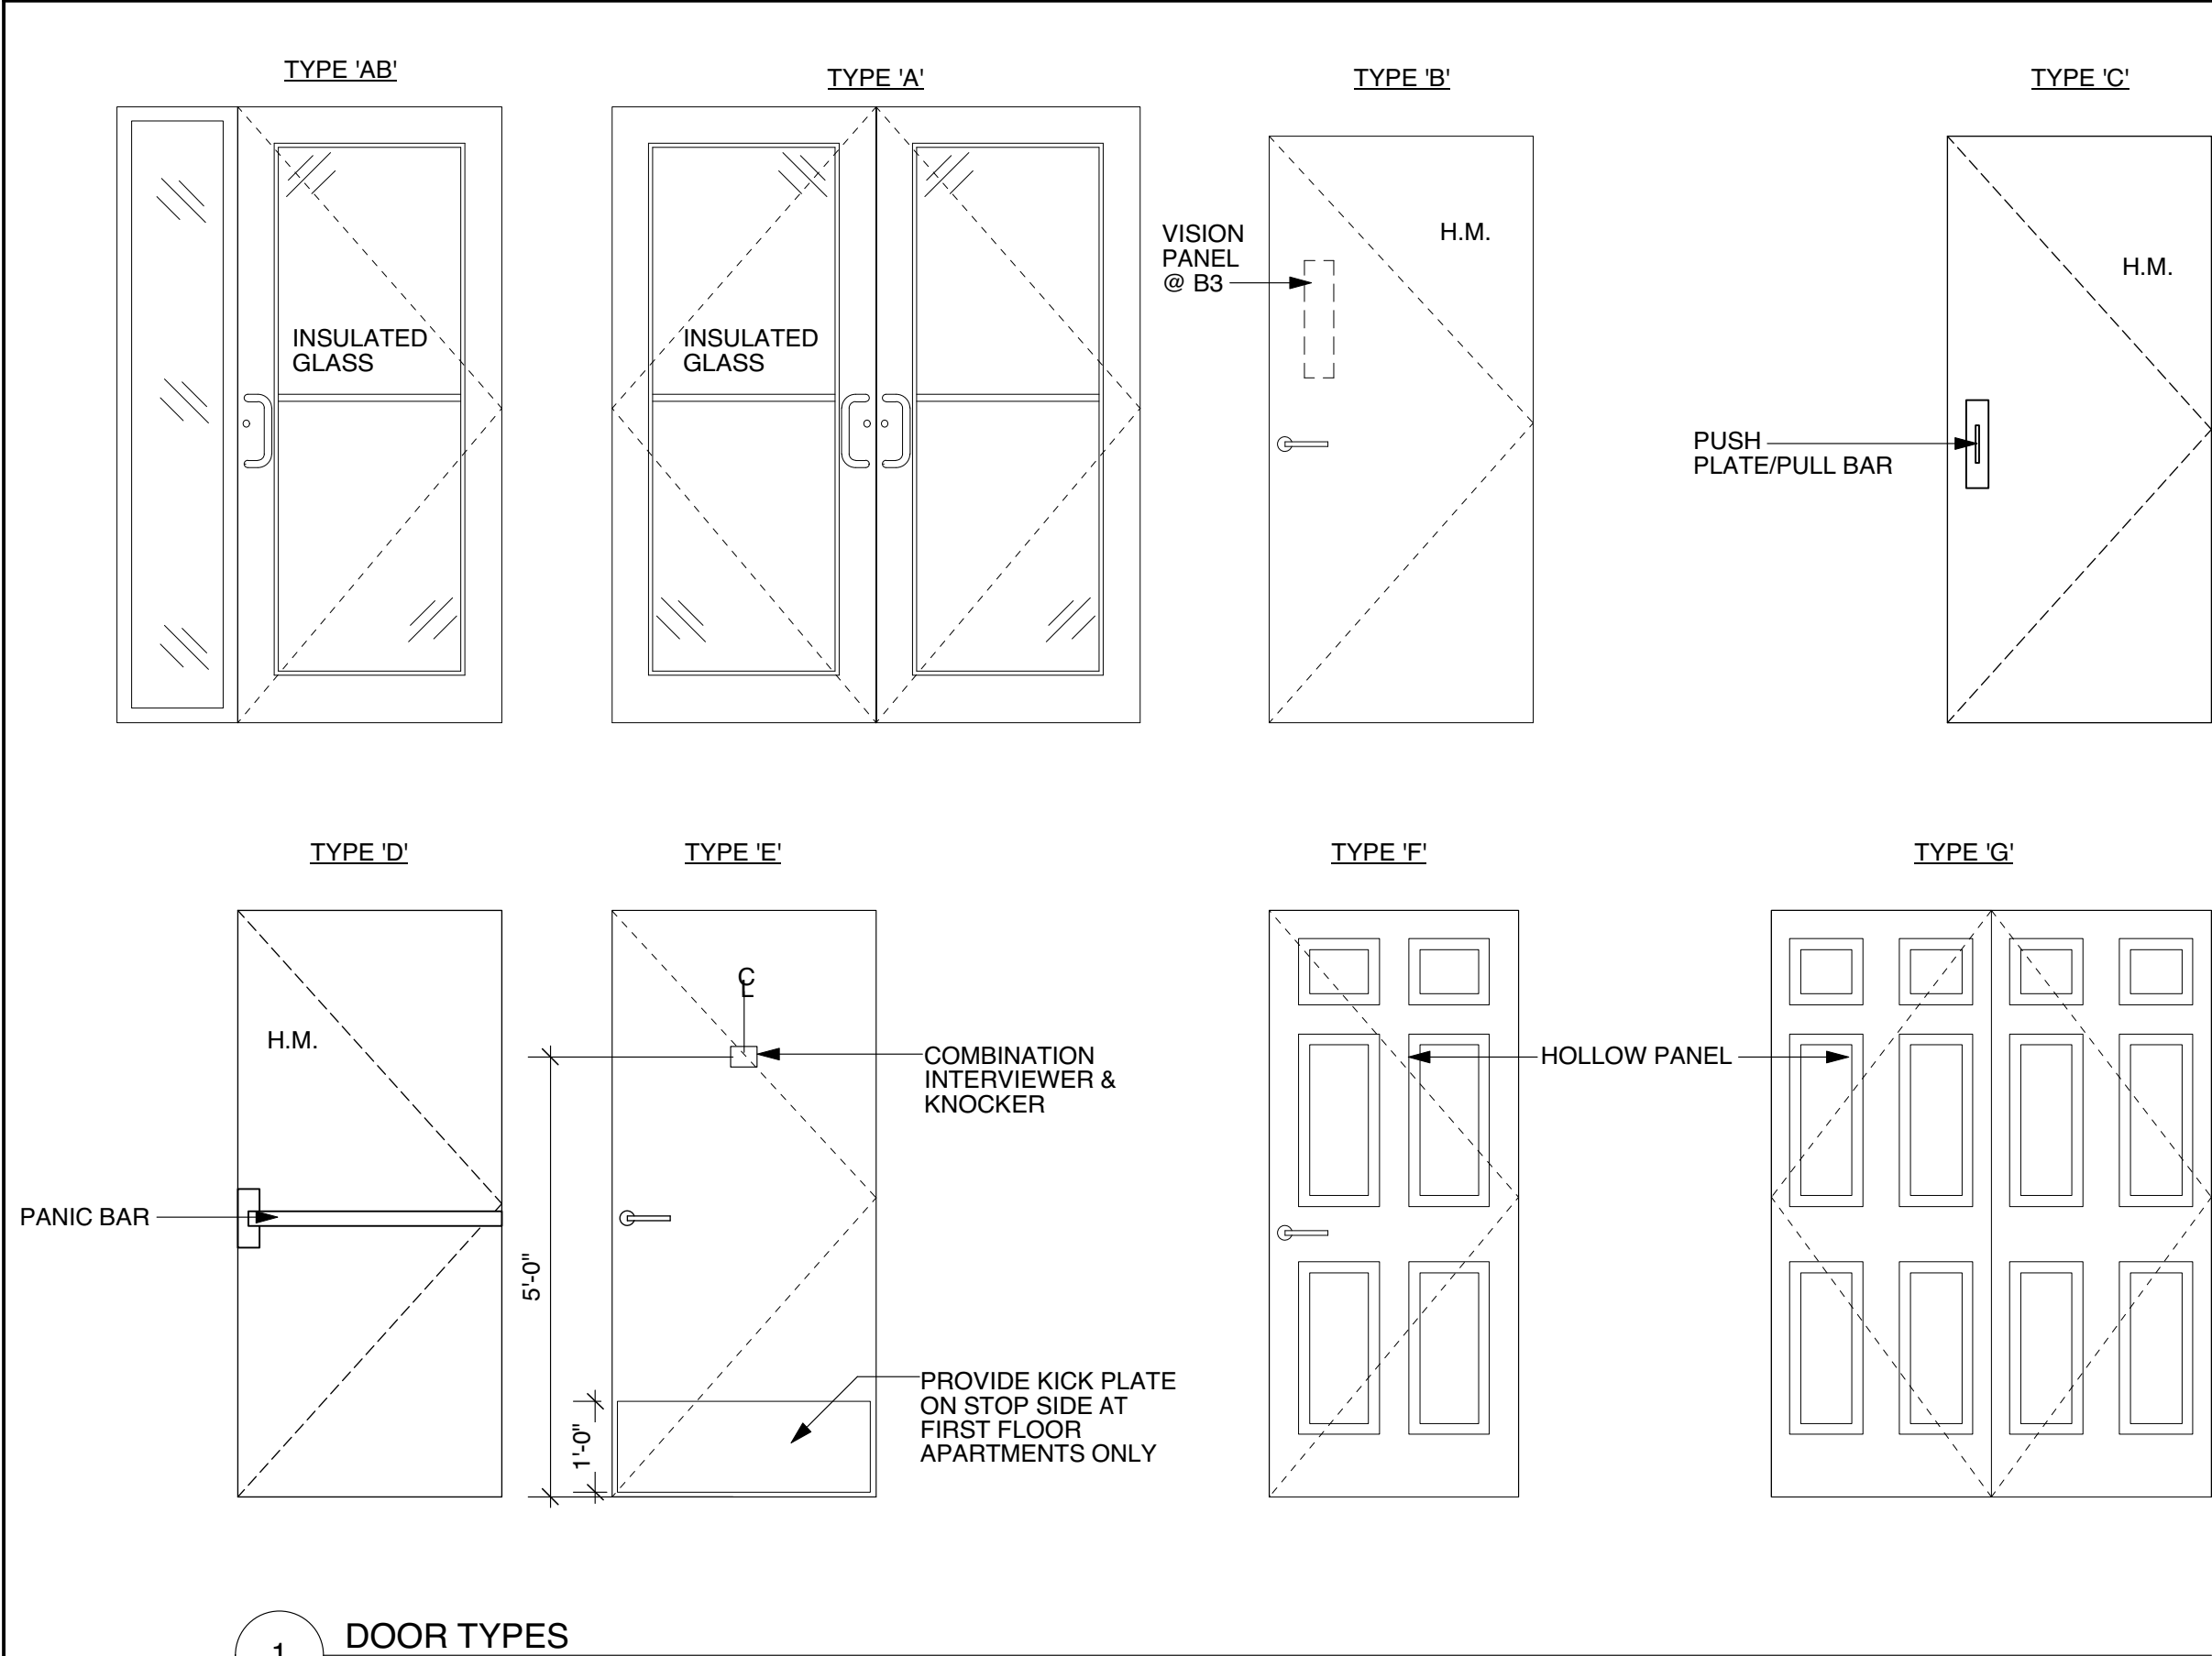 TYPE 'AB'
TYPE 'A'
TYPE 'B'
TYPE 'C'
INSULATED
GLASS
INSULATED
GLASS
VISION
PANEL
@ B3
H.M.
H.M.
PUSH
PLATE/PULL BAR
TYPE 'D'
TYPE 'E'
TYPE 'F'
TYPE 'G'
H.M.
PANIC BAR
5'-0"
1'-0"
CL
COMBINATION
INTERVIEWER &
KNOCKER
PROVIDE KICK PLATE
ON STOP SIDE AT
FIRST FLOOR
APARTMENTS ONLY
HOLLOW PANEL
1
DOOR TYPES